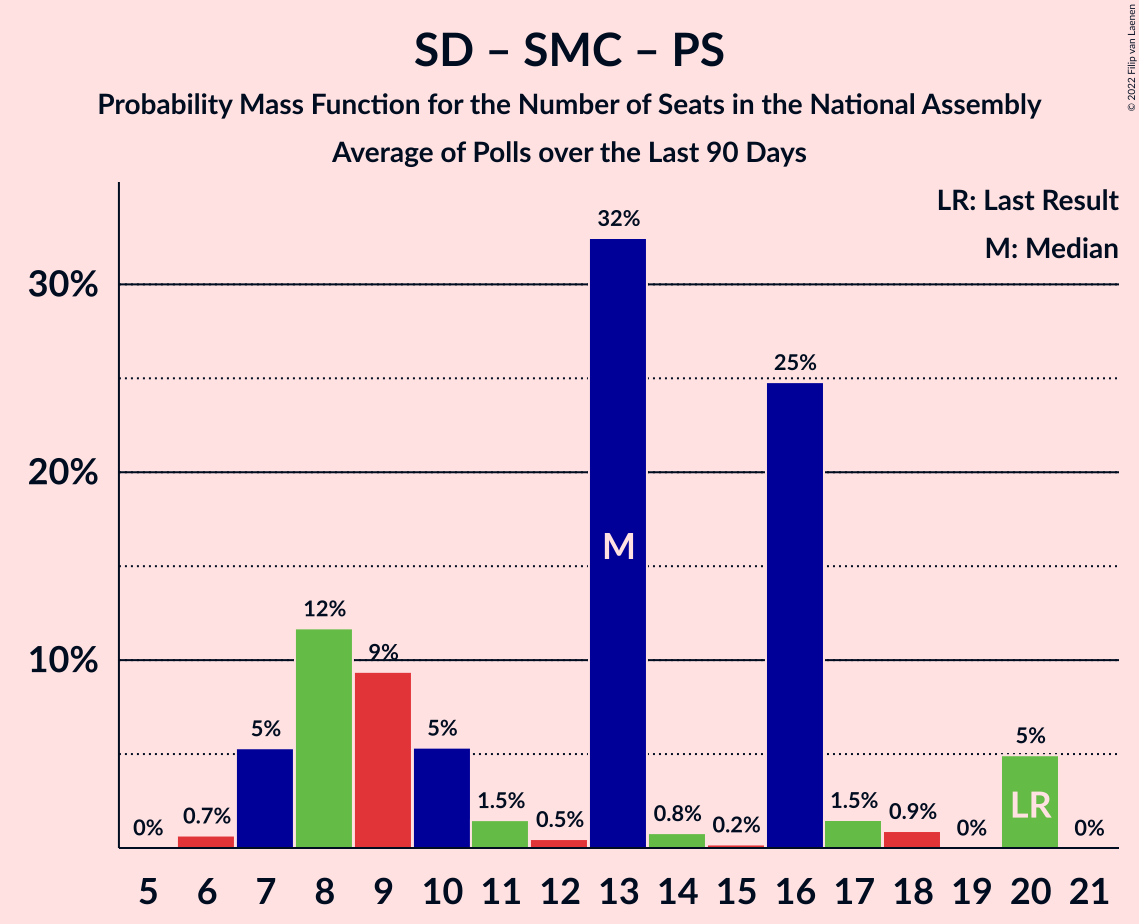 SD – SMC – PS
Probability Mass Function for the Number of Seats in the National Assembly
Average of Polls over the Last 90 Days
© 2022 Filip van Laenen
LR: Last Result
M: Median
30%
20%
10%
0% 0.7% 5% 12% 9% 5% 1.5% 0.5% 32% 0.8% 0.2% 25% 1.5% 0.9% 0% 5% 0%
M
LR
5 6 7 8 9 10 11 12 13 14 15 16 17 18 19 20 21